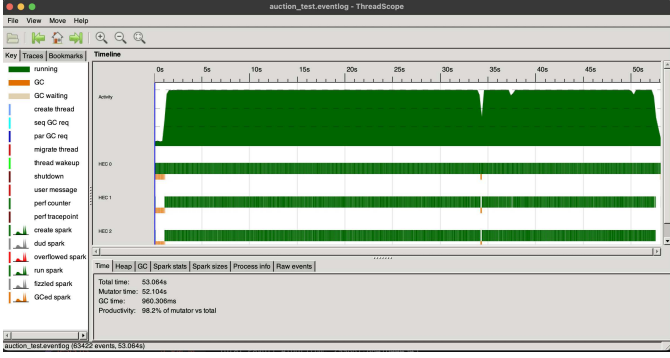 auction_test.eventlog - ThreadScope
File View Move Help
Key Traces Bookmarks
running
GC
GC waiting
create thread
seq GC req
par GC req
migrate thread
thread wakeup
shutdown
user message
perf counter
perf tracepoint
create spark
dud spark
overflowed spark
run spark
fizzled spark
GCed spark
Timeline
0s 5s 10s 15s 20s 25s 30s 35s 40s 45s 50s
Activity
HEC 0
HEC 1
HEC 2
Time Heap GC Spark stats Spark sizes Process info Raw events
Total time: 53.064s
Mutator time: 52.104s
GC time: 960.306ms
Productivity: 98.2% of mutator vs total
auction_test.eventlog (63422 events, 53.064s)